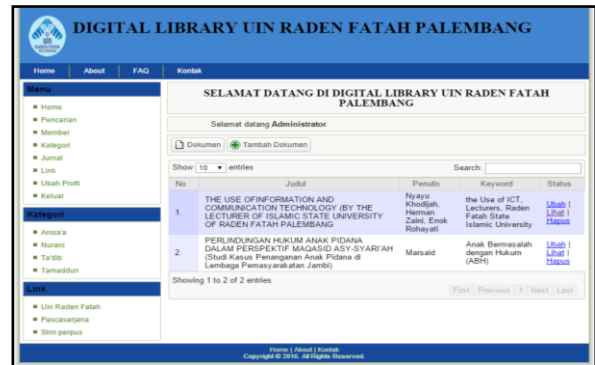 DIGITAL LIBRARY UIN RADEN FATAH PALEMBANG
Home About FAQ Kontak
Menu
Home
Pencarian
Member
Kategori
Jurnal
Link
Ubah Profil
Keluar
Kategori
Anisa'a
Nurani
Ta'dib
Tamaddun
Link
Uin Raden Fatah
Pascasarjana
Slim perpus
SELAMAT DATANG DI DIGITAL LIBRARY UIN RADEN FATAH
PALEMBANG
Selamat datang Administrator.
Dokumen Tambah Dokumen
Show 10 entries Search:
No Judul Penulis Keyword Status
1.
THE USE OFINFORMATION AND
COMMUNICATION TECHNOLOGY (BY THE
LECTURER OF ISLAMIC STATE UNIVERSITY
OF RADEN FATAH PALEMBANG
Nyayu
Khodijah,
Herman
Zaini, Enok
Rohayati
the Use of ICT,
Lecturers, Raden
Fatah State
Islamic University
Ubah |
Lihat |
Hapus
2.
PERLINDUNGAN HUKUM ANAK PIDANA
DALAM PERSPEKTIF MAQASID ASY-SYARI'AH
(Studi Kasus Penanganan Anak Pidana di
Lembaga Pemasyarakatan Jambi)
Marsaid
Anak Bermasalah
dengan Hukum
(ABH)
Ubah |
Lihat |
Hapus
Showing 1 to 2 of 2 entries
First Previous 1 Next Last
Home | About | Kontak
Copyright © 2016. All Rights Reserved.